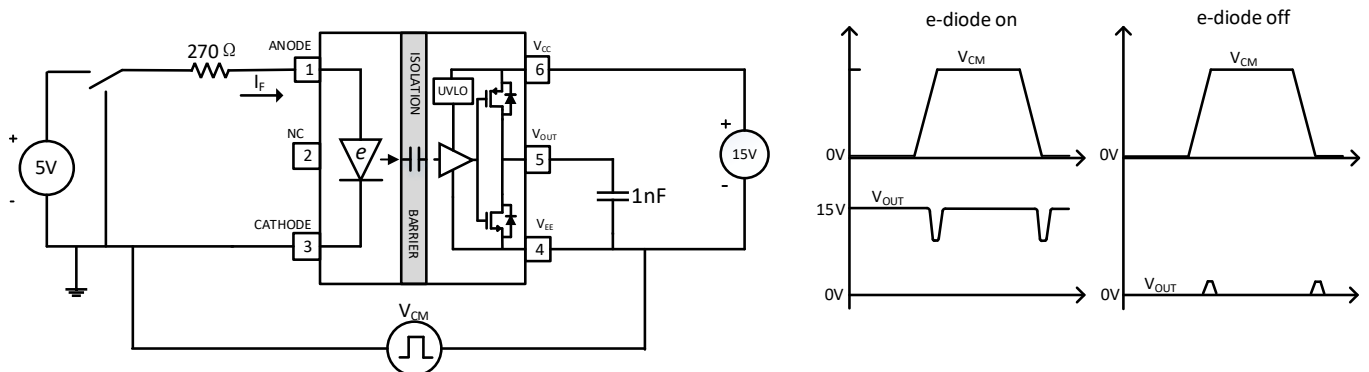 270 Ω
ANODE
1
I_F
+
5V
-
NC
2
CATHODE
3
e
ISOLATION
BARRIER
UVLO
V_CC
6
V_OUT
5
V_EE
4
1nF
+
15V
-
V_CM
e-diode on
V_CM
0V
15V
V_OUT
0V
e-diode off
V_CM
0V
V_OUT
0V